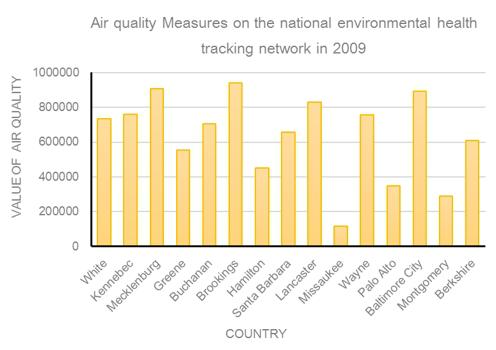 Air quality Measures on the national environmental health
tracking network in 2009
VALUE OF AIR QUALITY
1000000
800000
600000
400000
200000
0
White
Kennebec
Mecklenburg
Greene
Buchanan
Brookings
Hamilton
Santa Barbara
Lancaster
Missaukee
Wayne
Palo Alto
Baltimore City
Montgomery
Berkshire
COUNTRY